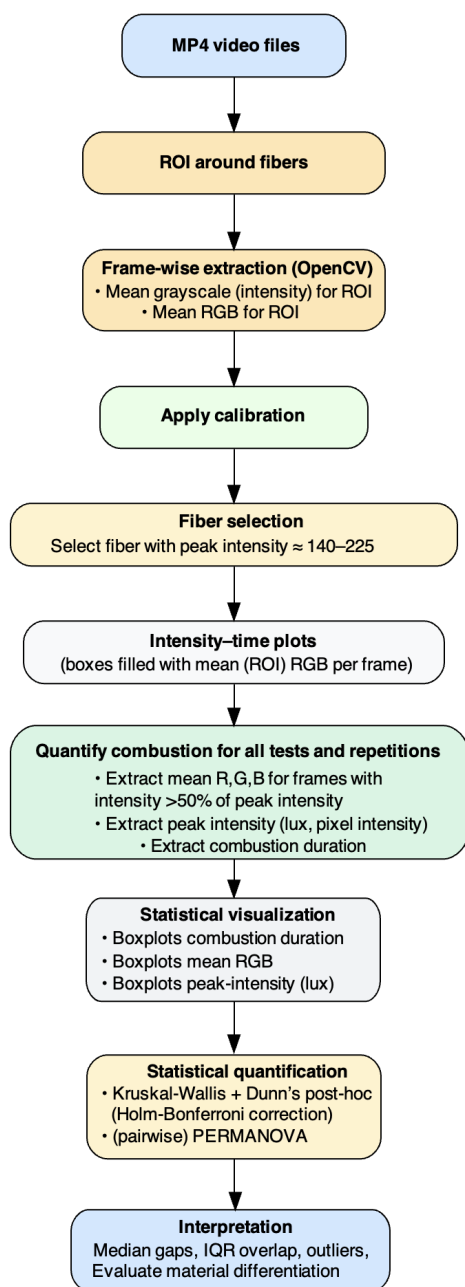 MP4 video files
ROI around fibers
Frame-wise extraction (OpenCV)
• Mean grayscale (intensity) for ROI
• Mean RGB for ROI
Apply calibration
Fiber selection
Select fiber with peak intensity ≈ 140–225
Intensity–time plots
(boxes filled with mean (ROI) RGB per frame)
Quantify combustion for all tests and repetitions
• Extract mean R,G,B for frames with
intensity >50% of peak intensity
• Extract peak intensity (lux, pixel intensity)
• Extract combustion duration
Statistical visualization
• Boxplots combustion duration
• Boxplots mean RGB
• Boxplots peak-intensity (lux)
Statistical quantification
• Kruskal-Wallis + Dunn's post-hoc
(Holm-Bonferroni correction)
• (pairwise) PERMANOVA
Interpretation
Median gaps, IQR overlap, outliers,
Evaluate material differentiation